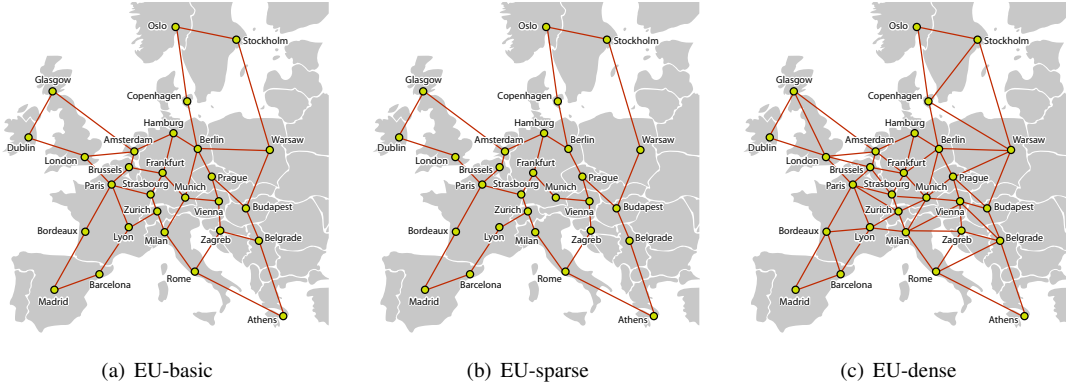 Oslo
Stockholm
Glasgow
Copenhagen
Hamburg
Dublin
Amsterdam
Berlin
Warsaw
London
Frankfurt
Brussels
Prague
Paris
Strasbourg
Munich
Zurich
Vienna
Budapest
Bordeaux
Lyon
Milan
Zagreb
Belgrade
Barcelona
Rome
Madrid
Athens
(a) EU-basic
Oslo
Stockholm
Glasgow
Copenhagen
Hamburg
Dublin
Amsterdam
Berlin
Warsaw
London
Frankfurt
Brussels
Prague
Paris
Strasbourg
Munich
Zurich
Vienna
Budapest
Bordeaux
Lyon
Milan
Zagreb
Belgrade
Barcelona
Rome
Madrid
Athens
(b) EU-sparse
Oslo
Stockholm
Glasgow
Copenhagen
Hamburg
Dublin
Amsterdam
Berlin
Warsaw
London
Frankfurt
Brussels
Prague
Paris
Strasbourg
Munich
Zurich
Vienna
Budapest
Bordeaux
Lyon
Milan
Zagreb
Belgrade
Barcelona
Rome
Madrid
Athens
(c) EU-dense